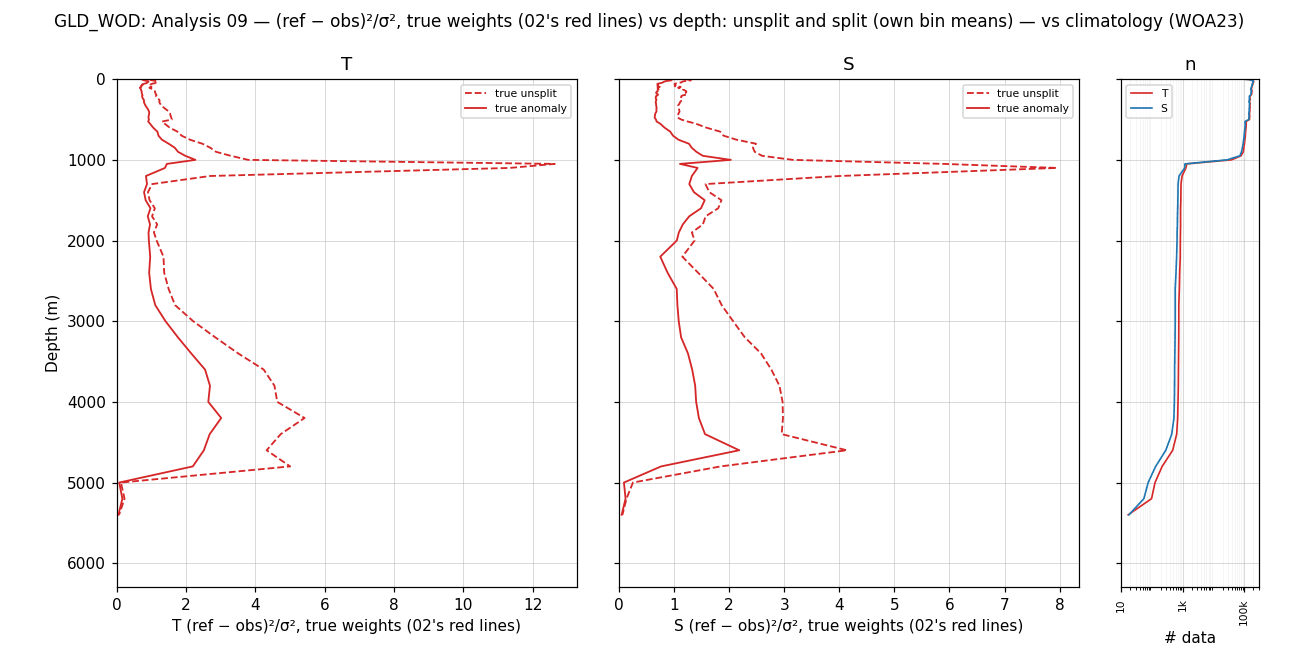 GLD_WOD: Analysis 09 — (ref − obs)²/σ², true weights (02's red lines) vs depth: unsplit and split (own bin means) — vs climatology (WOA23)
T
S
n
true unsplit
true anomaly
true unsplit
true anomaly
T
S
0
1000
2000
3000
4000
5000
6000
Depth (m)
0 2 4 6 8 10 12
0 1 2 3 4 5 6 7 8
10 1k 100k
T (ref − obs)²/σ², true weights (02's red lines)
S (ref − obs)²/σ², true weights (02's red lines)
# data